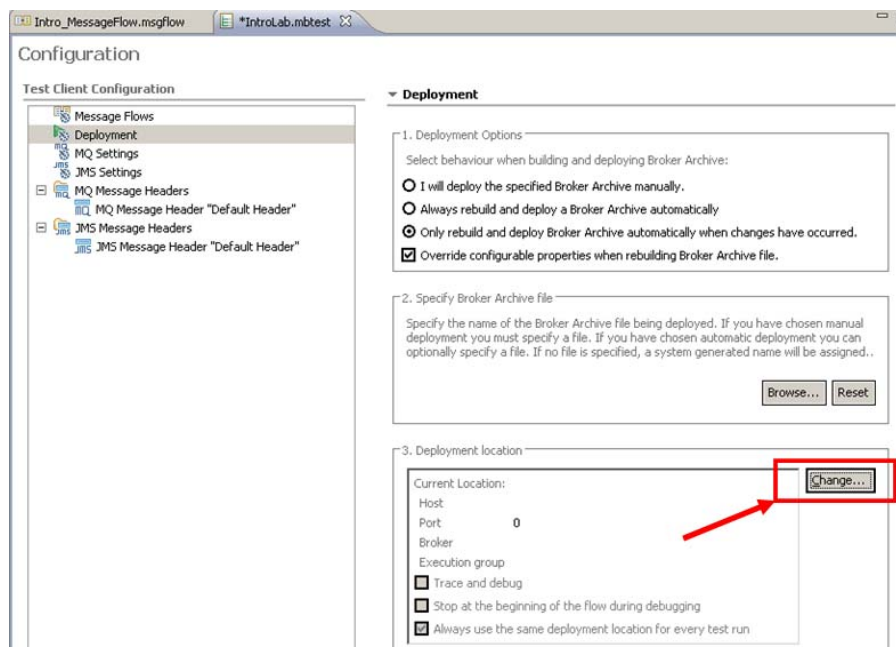 Intro_MessageFlow.msgflow
*IntroLab.mbtest
Configuration
Test Client Configuration
Message Flows
Deployment
MQ Settings
JMS Settings
MQ Message Headers
MQ Message Header "Default Header"
JMS Message Headers
JMS Message Header "Default Header"
Deployment
1. Deployment Options
Select behaviour when building and deploying Broker Archive:
I will deploy the specified Broker Archive manually.
Always rebuild and deploy a Broker Archive automatically
Only rebuild and deploy Broker Archive automatically when changes have occurred.
Override configurable properties when rebuilding Broker Archive file.
2. Specify Broker Archive file
Specify the name of the Broker Archive file being deployed. If you have chosen manual
deployment you must specify a file. If you have chosen automatic deployment you can
optionally specify a file. If no file is specified, a system generated name will be assigned..
Browse... Reset
3. Deployment location
Change...
Current Location:
Host
Port 0
Broker
Execution group
Trace and debug
Stop at the beginning of the flow during debugging
Always use the same deployment location for every test run